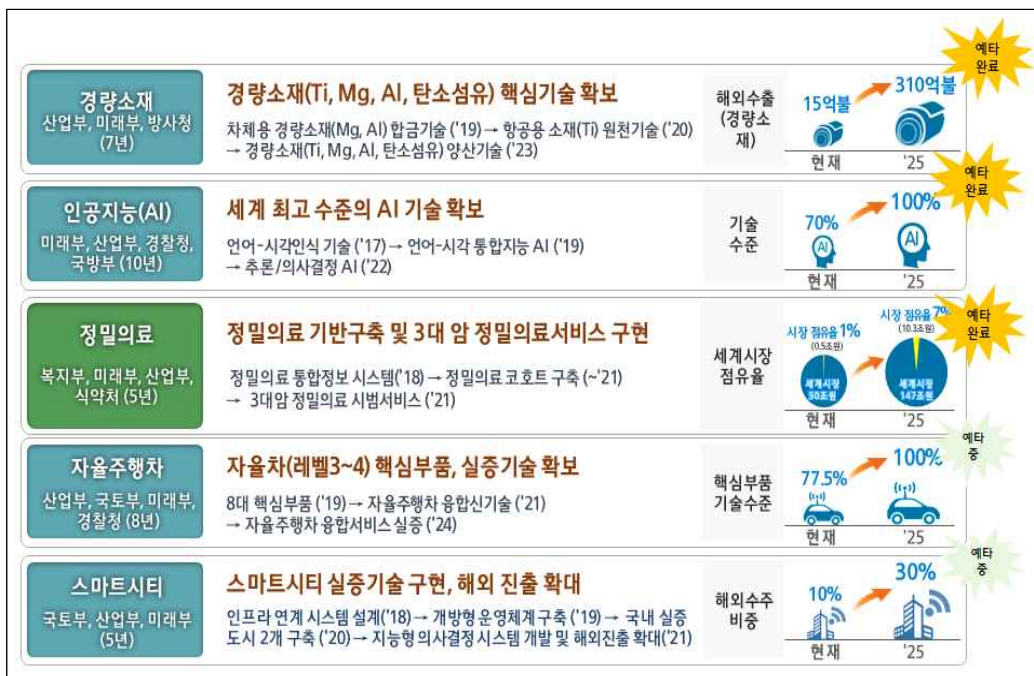 예타
완료
경량소재
산업부, 미래부, 방사청
(7년)
경량소재(Ti, Mg, Al, 탄소섬유) 핵심기술 확보
차체용 경량소재(Mg, Al) 합금기술 ('19) → 항공용 소재(Ti) 원천기술 ('20)
→ 경량소재(Ti, Mg, Al, 탄소섬유) 양산기술 ('23)
해외수출
(경량소
재)
15억불
310억불
현재
'25
예타
완료
인공지능(AI)
미래부, 산업부, 경찰청,
국방부 (10년)
세계 최고 수준의 AI 기술 확보
언어-시각인식 기술 ('17) → 언어-시각 통합지능 AI ('19)
→ 추론/의사결정 AI ('22)
기술
수준
70%
100%
AI
AI
현재
'25
예타
완료
정밀의료
복지부, 미래부, 산업부,
식약처 (5년)
정밀의료 기반구축 및 3대 암 정밀의료서비스 구현
정밀의료 통합정보 시스템('18) → 정밀의료 코호트 구축 (~'21)
→ 3대암 정밀의료 시범서비스 ('21)
세계시장
점유율
시장 점유율 1%
(0.5조원)
시장 점유율 7%
(10.3조원)
세계시장
50조원
세계시장
147조원
현재
'25
예타
중
자율주행차
산업부, 국토부, 미래부,
경찰청 (8년)
자율차(레벨3~4) 핵심부품, 실증기술 확보
8대 핵심부품 ('19) → 자율주행차 융합신기술 ('21)
→ 자율주행차 융합서비스 실증 ('24)
핵심부품
기술수준
77.5%
100%
현재
'25
예타
중
스마트시티
국토부, 산업부, 미래부
(5년)
스마트시티 실증기술 구현, 해외 진출 확대
인프라 연계 시스템 설계('18) → 개방형 운영체계 구축 ('19) → 국내 실증
도시 2개 구축 ('20) → 지능형 의사결정 시스템 개발 및 해외진출 확대('21)
해외수주
비중
10%
30%
현재
'25